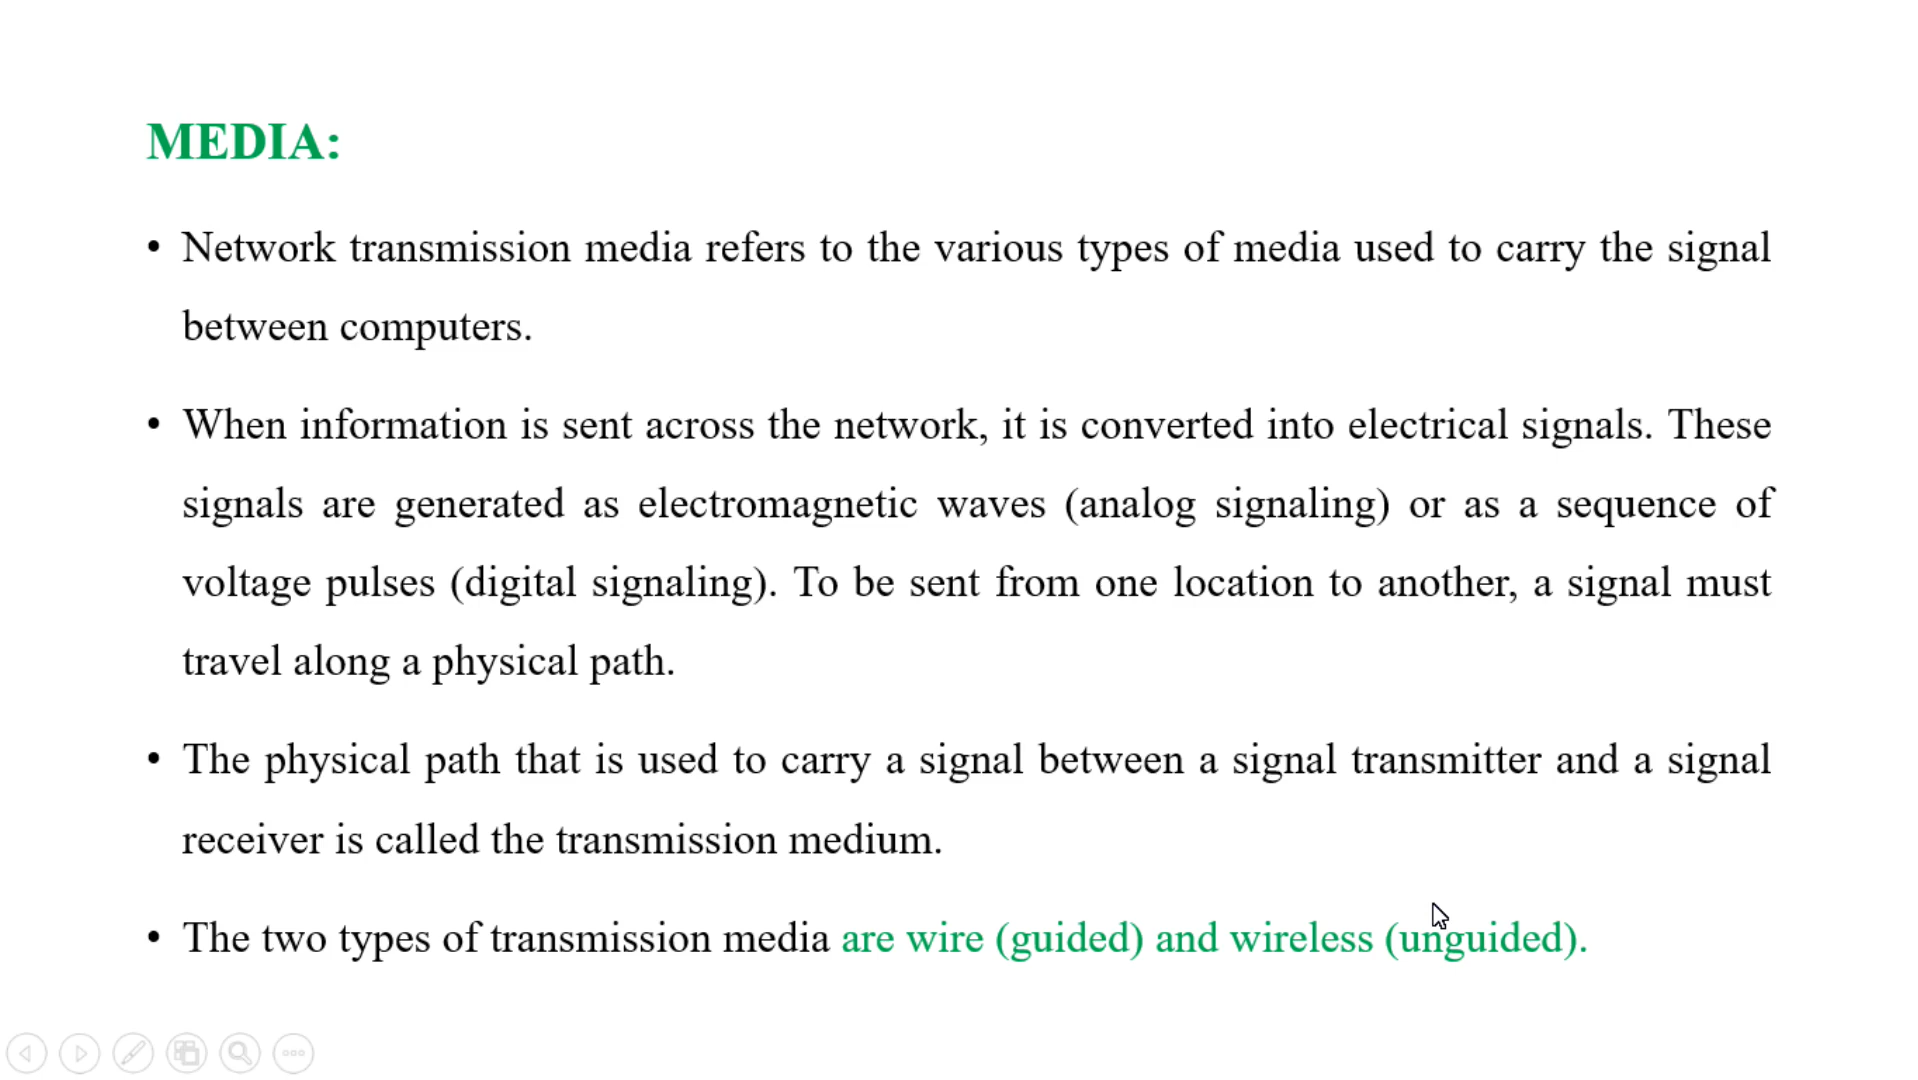 MEDIA:
• Network transmission media refers to the various types of media used to carry the signal
between computers.
• When information is sent across the network, it is converted into electrical signals. These
signals are generated as electromagnetic waves (analog signaling) or as a sequence of
voltage pulses (digital signaling). To be sent from one location to another, a signal must
travel along a physical path.
• The physical path that is used to carry a signal between a signal transmitter and a signal
receiver is called the transmission medium.
• The two types of transmission media are wire (guided) and wireless (unguided).